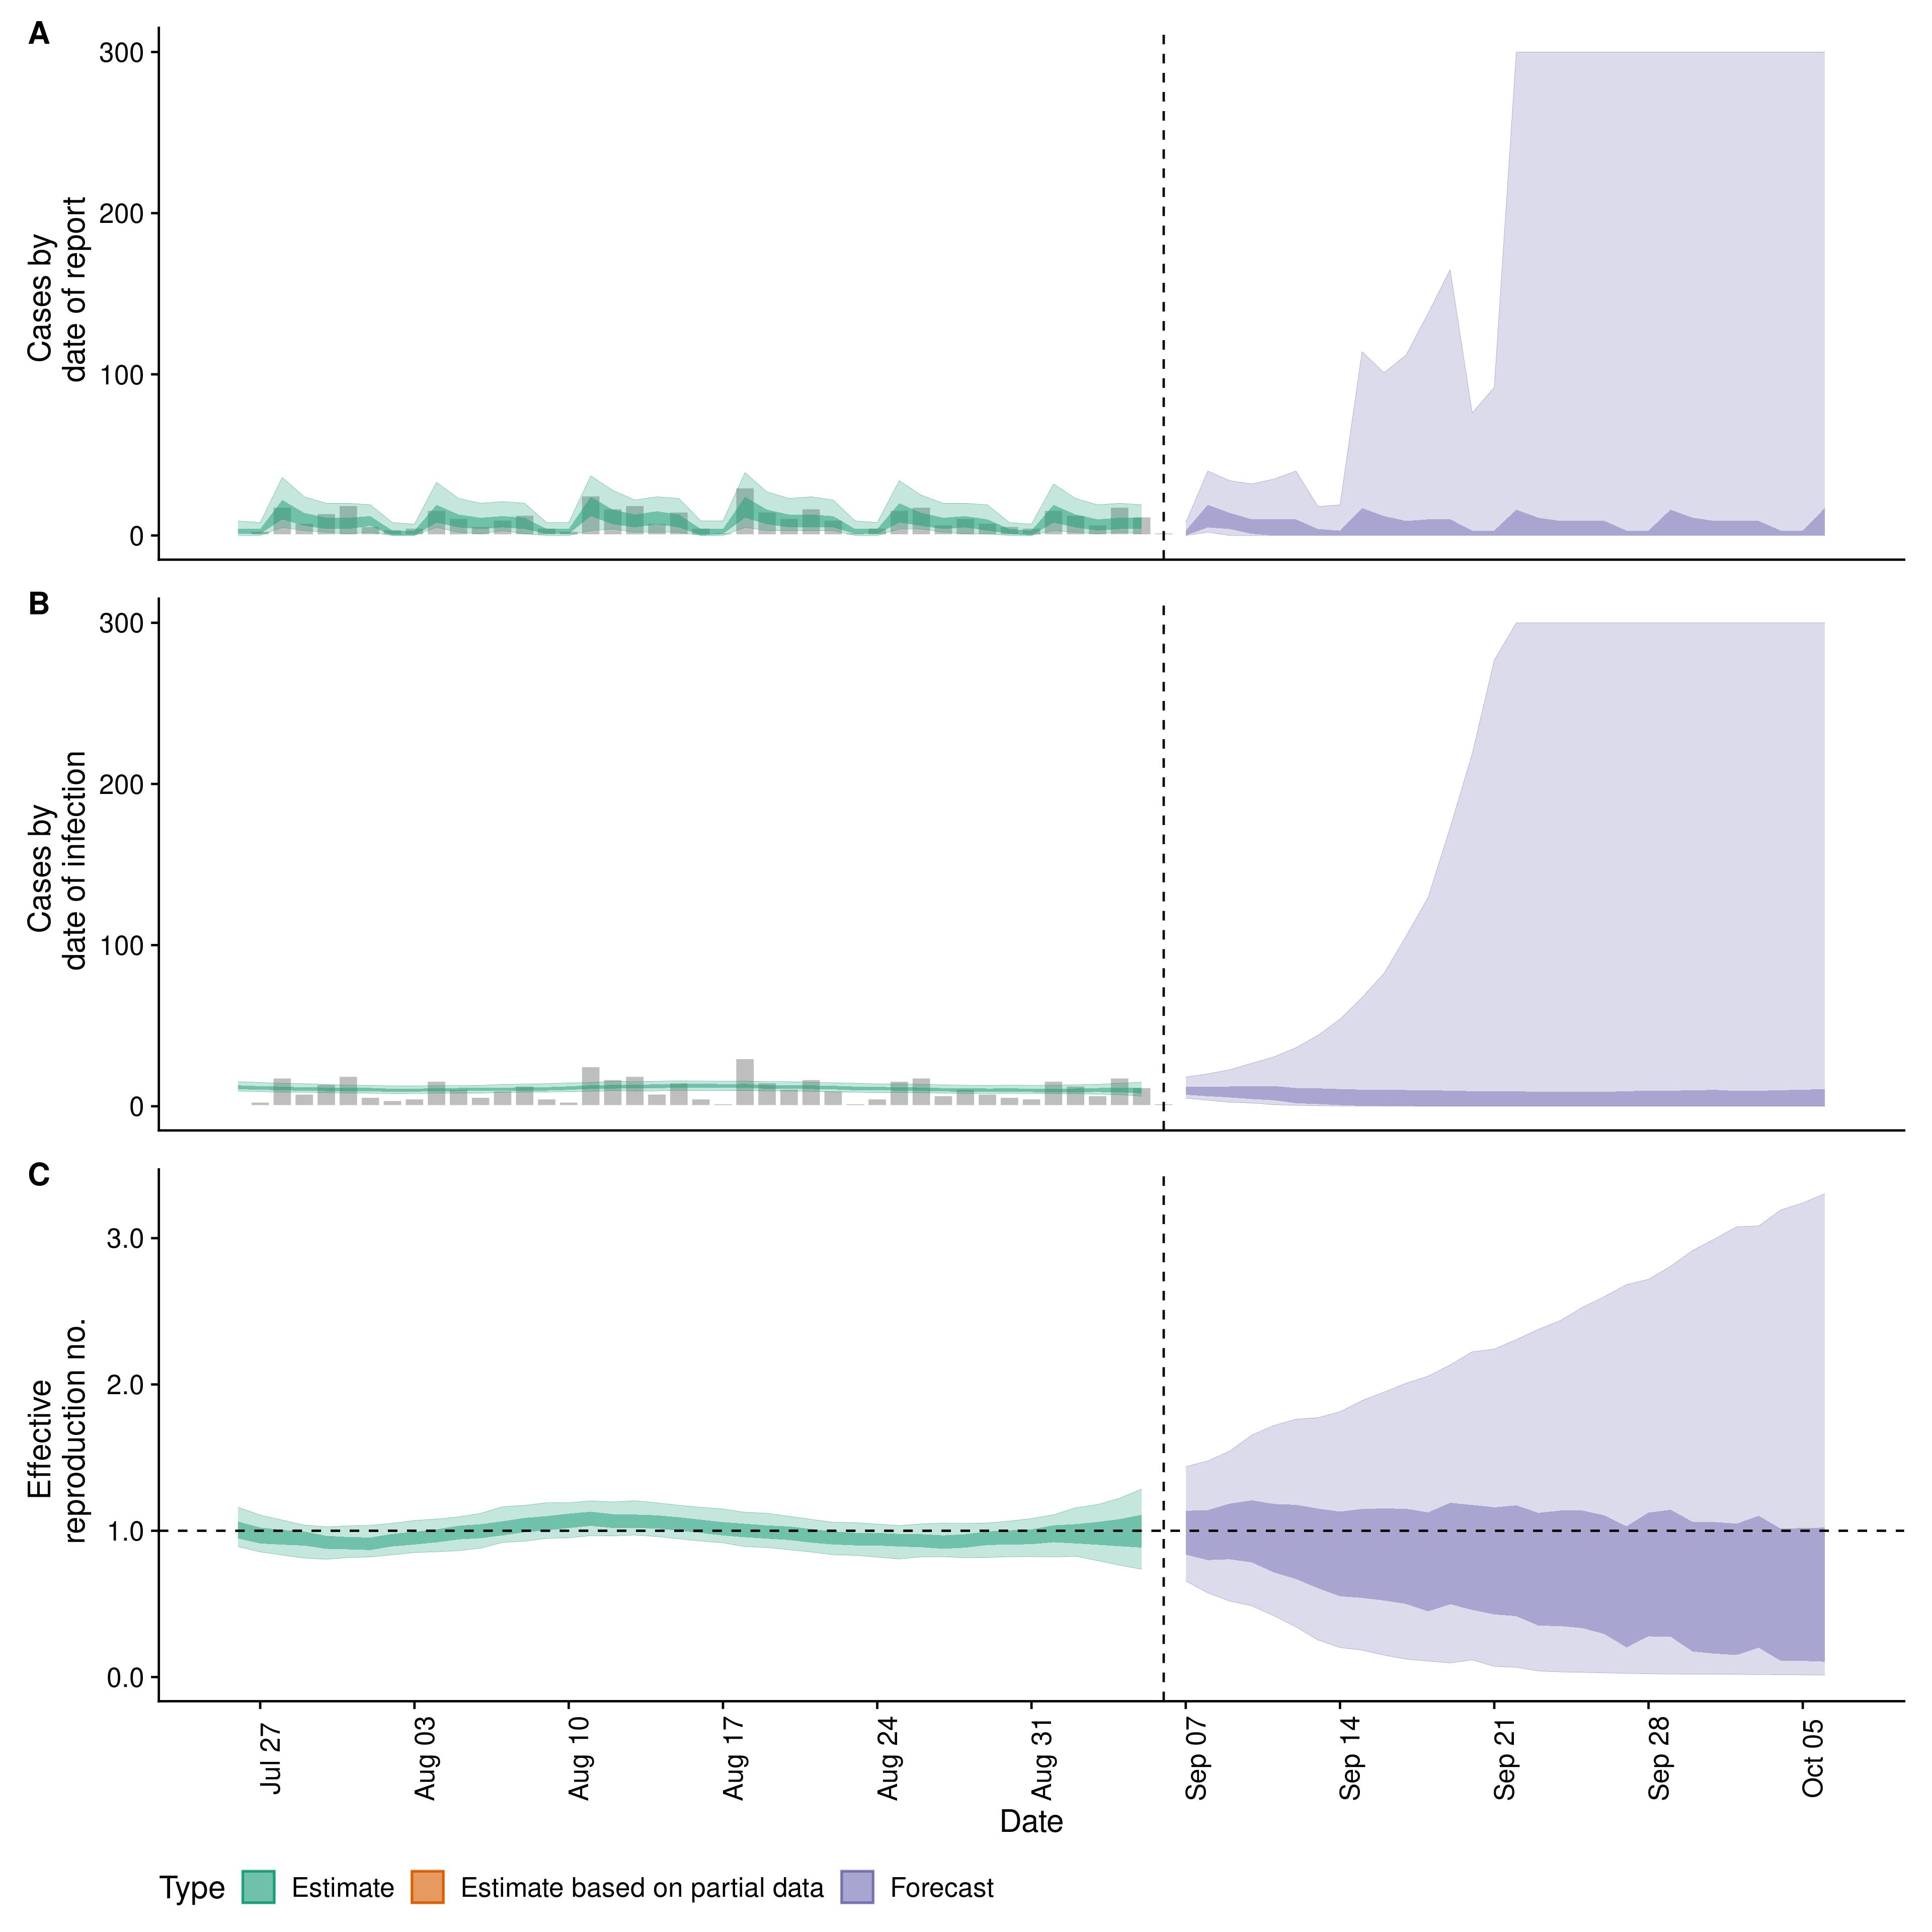 A
300
200
100
0
Cases by
date of report
B
300
200
100
0
Cases by
date of infection
C
3.0
2.0
1.0
0.0
Effective
reproduction no.
Jul 27
Aug 03
Aug 10
Aug 17
Aug 24
Aug 31
Sep 07
Sep 14
Sep 21
Sep 28
Oct 05
Date
Type Estimate Estimate based on partial data Forecast